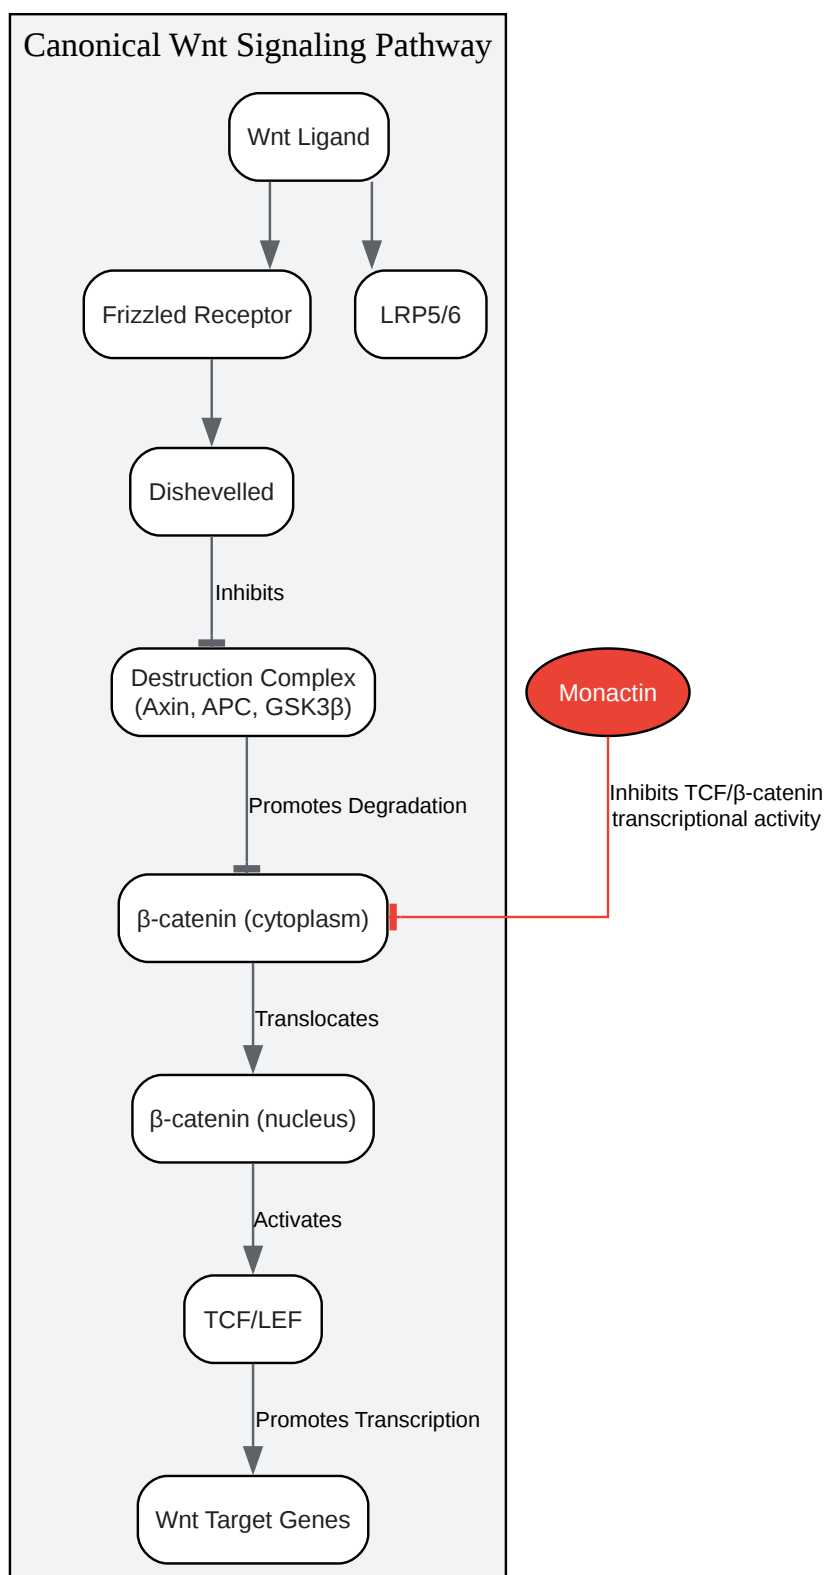 Canonical Wnt Signaling Pathway
Wnt Ligand
Frizzled Receptor
LRP5/6
Dishevelled
Inhibits
Destruction Complex
(Axin, APC, GSK3β)
Monactin
Inhibits TCF/β-catenin
transcriptional activity
Promotes Degradation
β-catenin (cytoplasm)
Translocates
β-catenin (nucleus)
Activates
TCF/LEF
Promotes Transcription
Wnt Target Genes